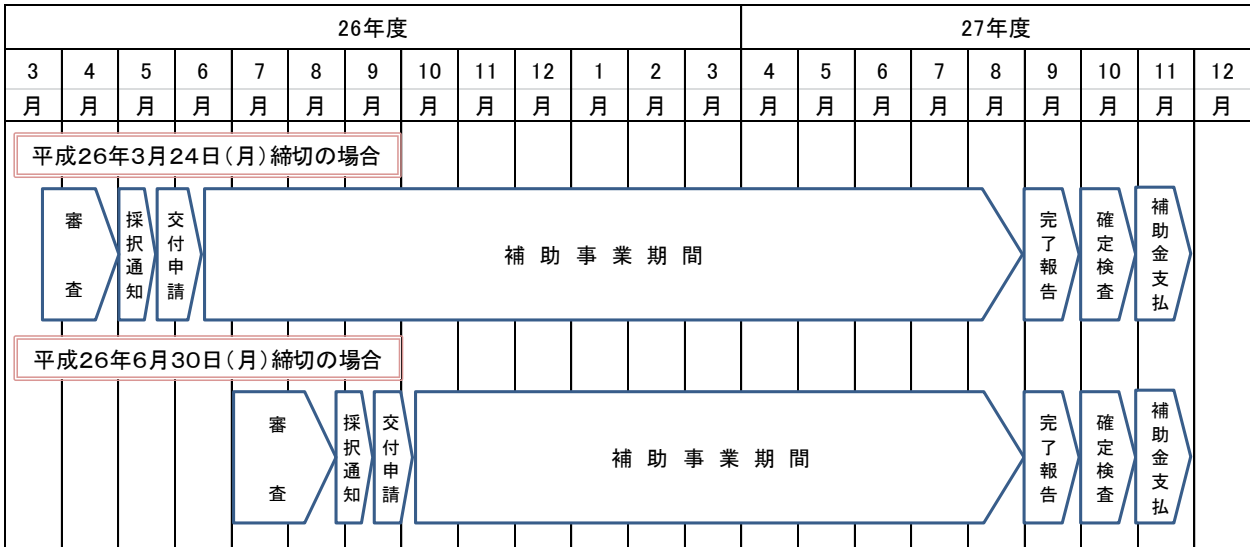 26年度 27年度
3 4 5 6 7 8 9 10 11 12 1 2 3 4 5 6 7 8 9 10 11 12
月 月 月 月 月 月 月 月 月 月 月 月 月 月 月 月 月 月 月 月 月 月
平成26年3月24日(月)締切の場合
審査
採択通知
交付申請
補助事業期間
完了報告
確定検査
補助金支払
平成26年6月30日(月)締切の場合
審査
採択通知
交付申請
補助事業期間
完了報告
確定検査
補助金支払